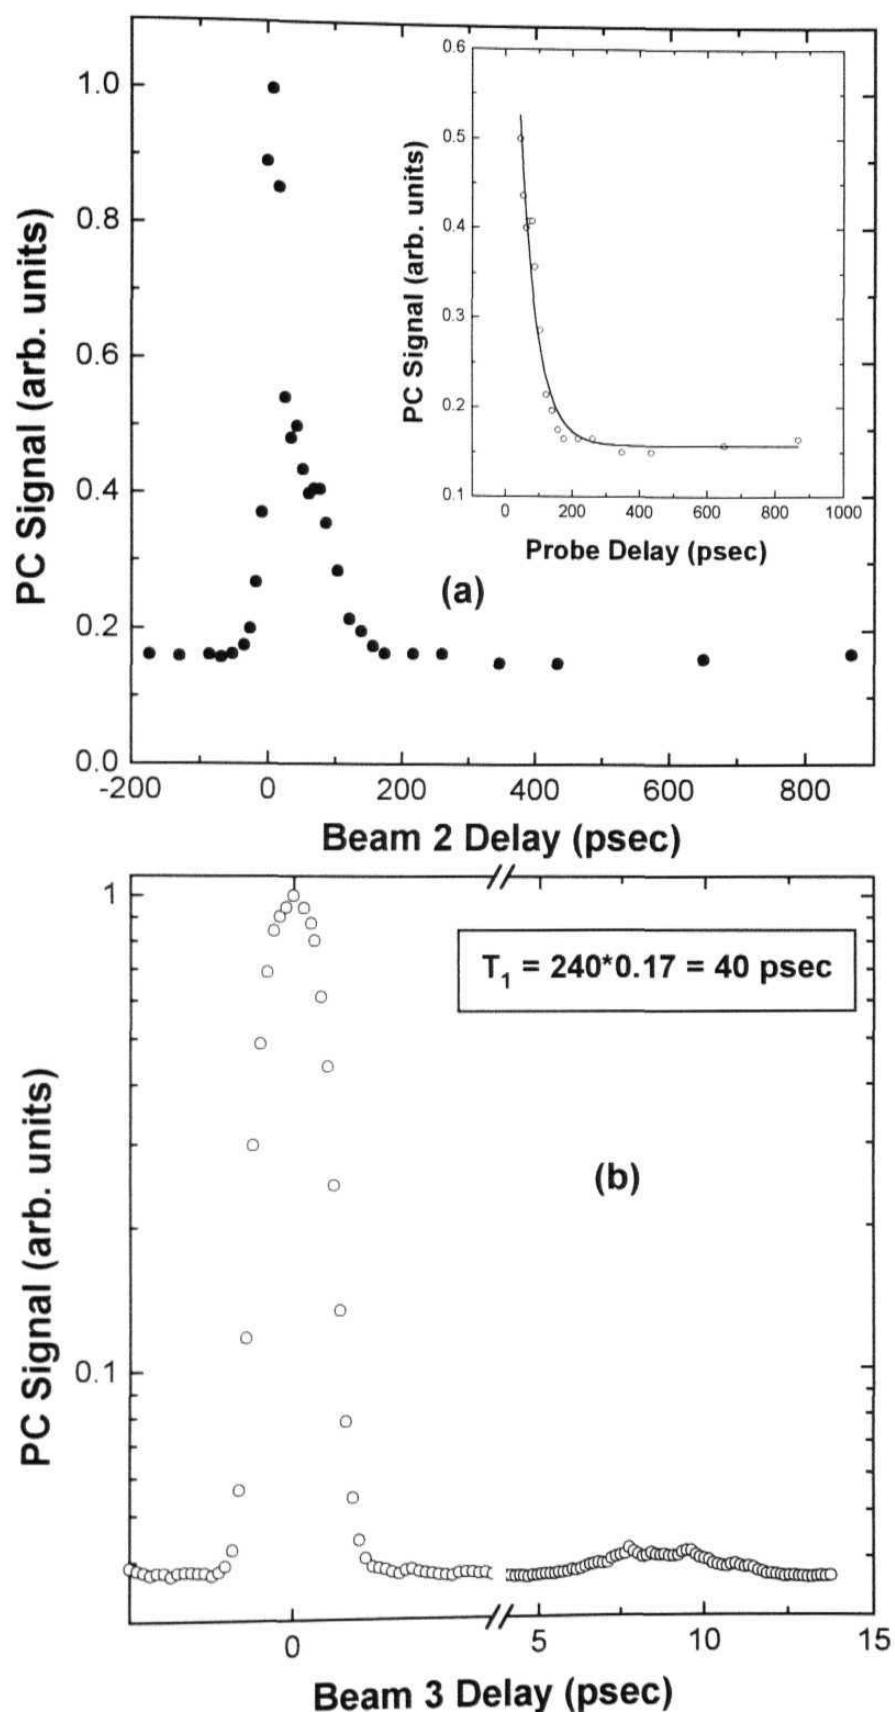 1.0
0.8
0.6
0.4
0.2
0.0
PC Signal (arb. units)
-200 0 200 400 600 800
Beam 2 Delay (psec)
(a)
0.6
0.5
0.4
0.3
0.2
0.1
PC Signal (arb. units)
0 200 400 600 800 1000
Probe Delay (psec)
1
0.1
PC Signal (arb. units)
T₁ = 240*0.17 = 40 psec
(b)
0 5 10 15
Beam 3 Delay (psec)